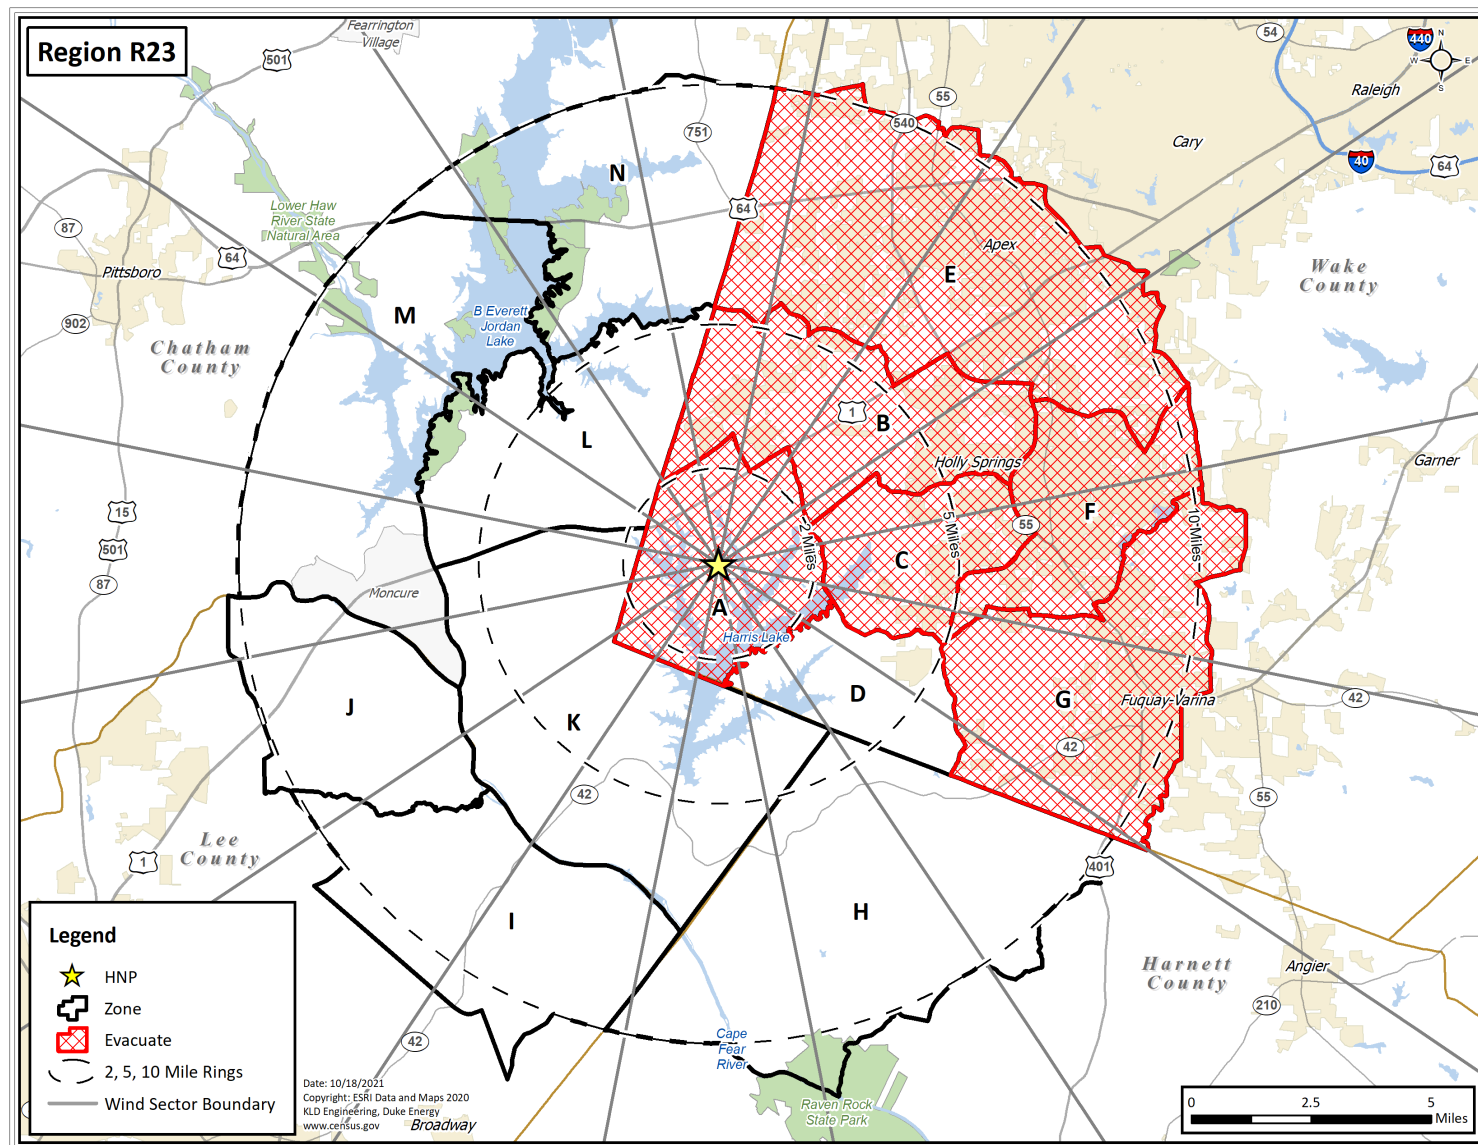 Region R23
Fearrington
Village
501
751
55
540
54
440
N
W
E
S
Raleigh
Cary
40
64
N
64
Lower Haw
River State
Natural Area
87
64
Pittsboro
Apex
E
Wake
County
M
B Everett
Jordan
Lake
902
Chatham
County
1
B
L
Holly Springs
Garner
15
501
87
2 Miles
5 Miles
55
F
10 Miles
C
Moncure
A
Harris Lake
J
K
D
G
Fuquay-Varina
42
42
42
55
Lee
County
1
401
I
H
Harnett
County
Angier
210
42
Cape
Fear
River
Raven Rock
State Park
Broadway
Legend
HNP
Zone
Evacuate
2, 5, 10 Mile Rings
Wind Sector Boundary
Date: 10/18/2021
Copyright: ESRI Data and Maps 2020
KLD Engineering, Duke Energy
www.census.gov
0 2.5 5
Miles